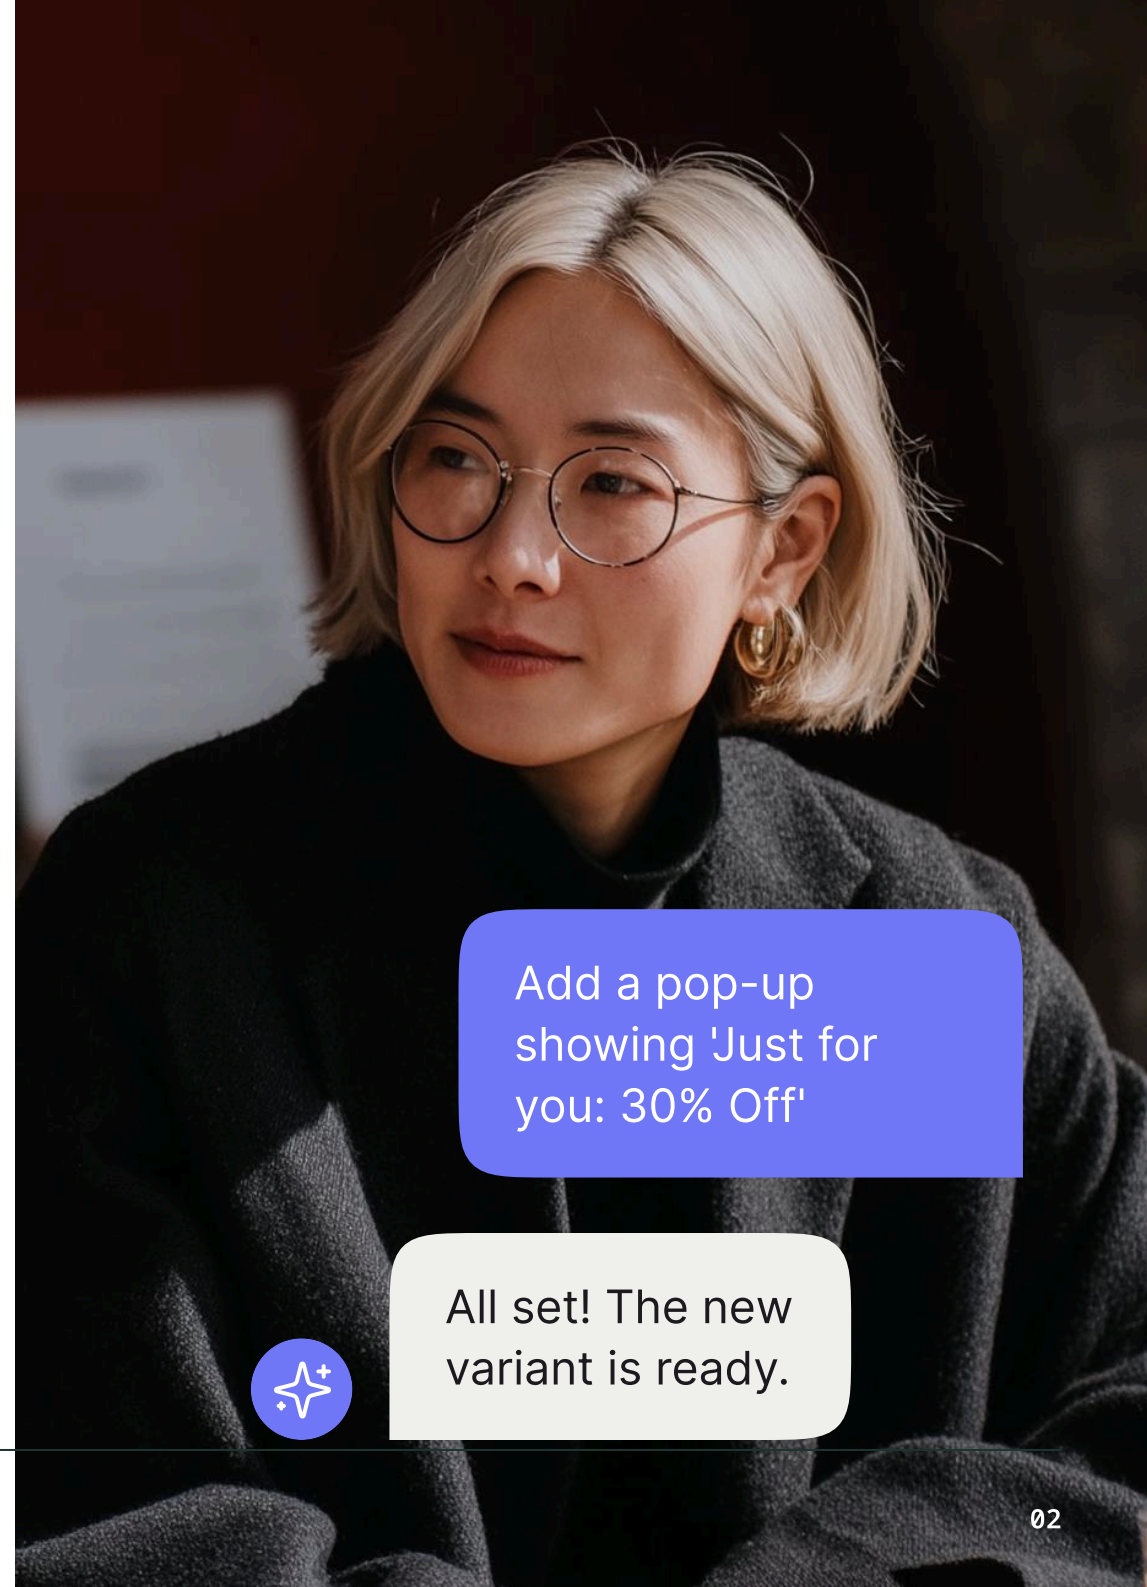 Add a pop-up
showing 'Just for
you: 30% Off'
All set! The new
variant is ready.
02